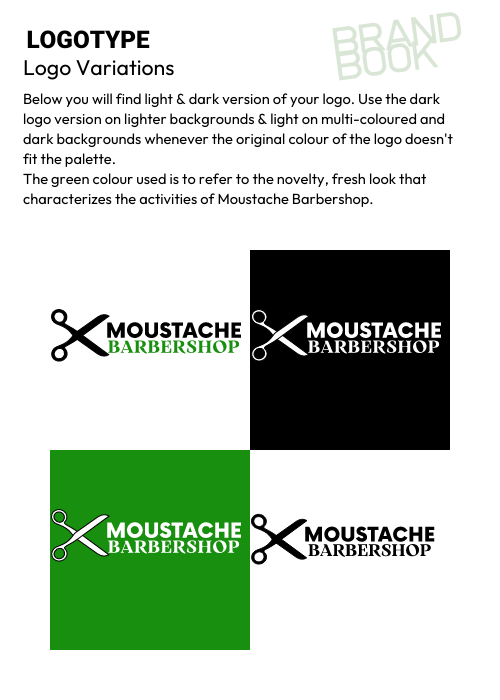 LOGOTYPE
BRAND
BOOK
Logo Variations
Below you will find light & dark version of your logo. Use the dark
logo version on lighter backgrounds & light on multi-coloured and
dark backgrounds whenever the original colour of the logo doesn't
fit the palette.
The green colour used is to refer to the novelty, fresh look that
characterizes the activities of Moustache Barbershop.
MOUSTACHE
BARBERSHOP
MOUSTACHE
BARBERSHOP
MOUSTACHE
BARBERSHOP
MOUSTACHE
BARBERSHOP